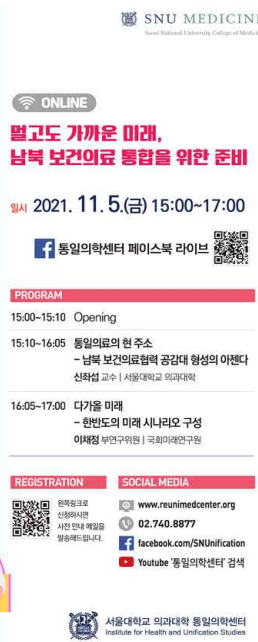 SNU MEDICINE
Seoul National University College of Medicine
ONLINE
멀고도 가까운 미래,
남북 보건의료 통합을 위한 준비
일시 2021. 11. 5.(금) 15:00~17:00
통일의학센터 페이스북 라이브
PROGRAM
15:00~15:10 Opening
15:10~16:05 통일의료의 현 주소
- 남북 보건의료협력 공감대 형성의 아젠다
신좌섭 교수 | 서울대학교 의과대학
16:05~17:00 다가올 미래
- 한반도의 미래 시나리오 구성
이채정 부연구위원 | 국회미래연구원
REGISTRATION
왼쪽링크로
신청하시면
사전 안내 메일을
발송해드립니다.
SOCIAL MEDIA
www.reunimedcenter.org
02.740.8877
facebook.com/SNUnification
Youtube '통일의학센터' 검색
서울대학교 의과대학 통일의학센터
Institute for Health and Unification Studies